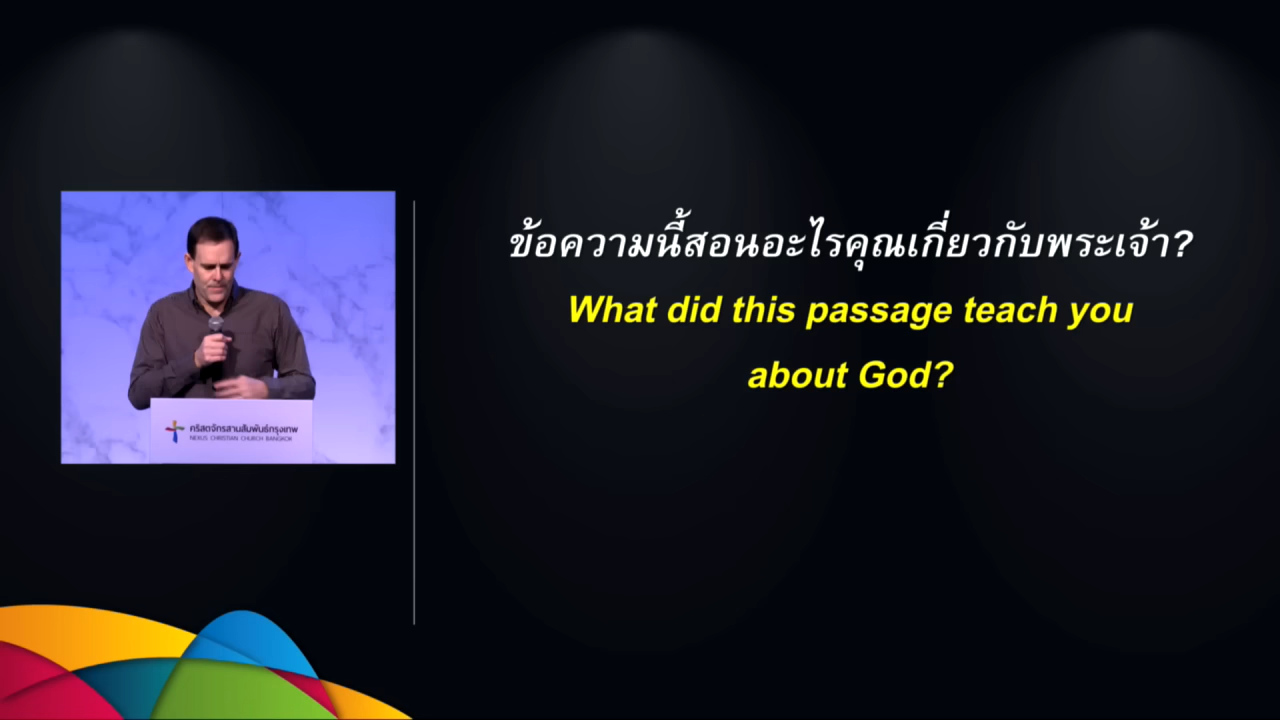 ข้อความนี้สอนอะไรคุณเกี่ยวกับพระเจ้า?
What did this passage teach you
about God?
คริสตจักรสานสัมพันธ์กรุงเทพ
NEXUS CHRISTIAN CHURCH BANGKOK